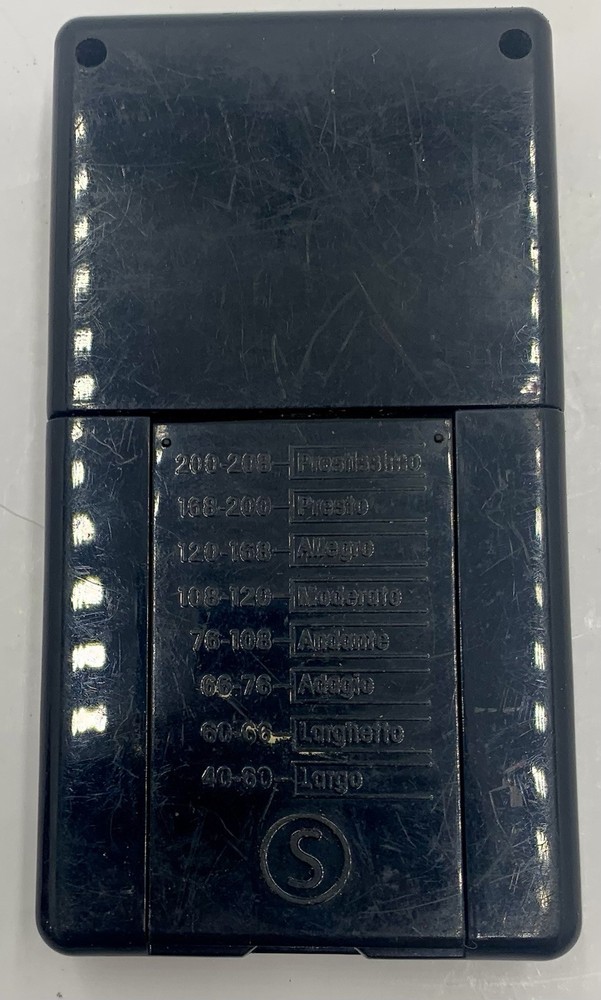 200-208 Prestissimo
168-200 Presto
120-168 Allegro
108-120 Moderato
76-108 Andante
66-76 Adagio
60-66 Larghetto
40-60 Largo
S